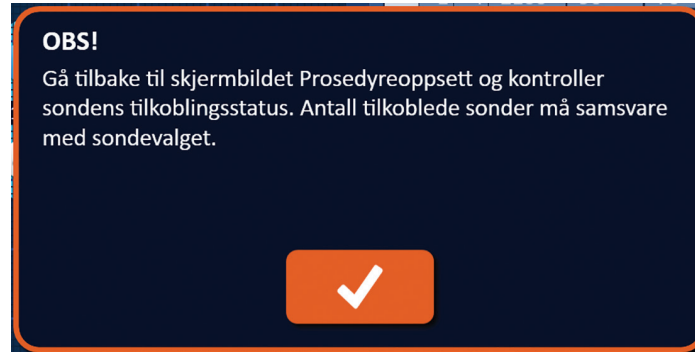 OBS!
Gå tilbake til skjermbildet Prosedyreoppsett og kontroller
sondens tilkoblingsstatus. Antall tilkoblede sonder må samsvare
med sondevalget.